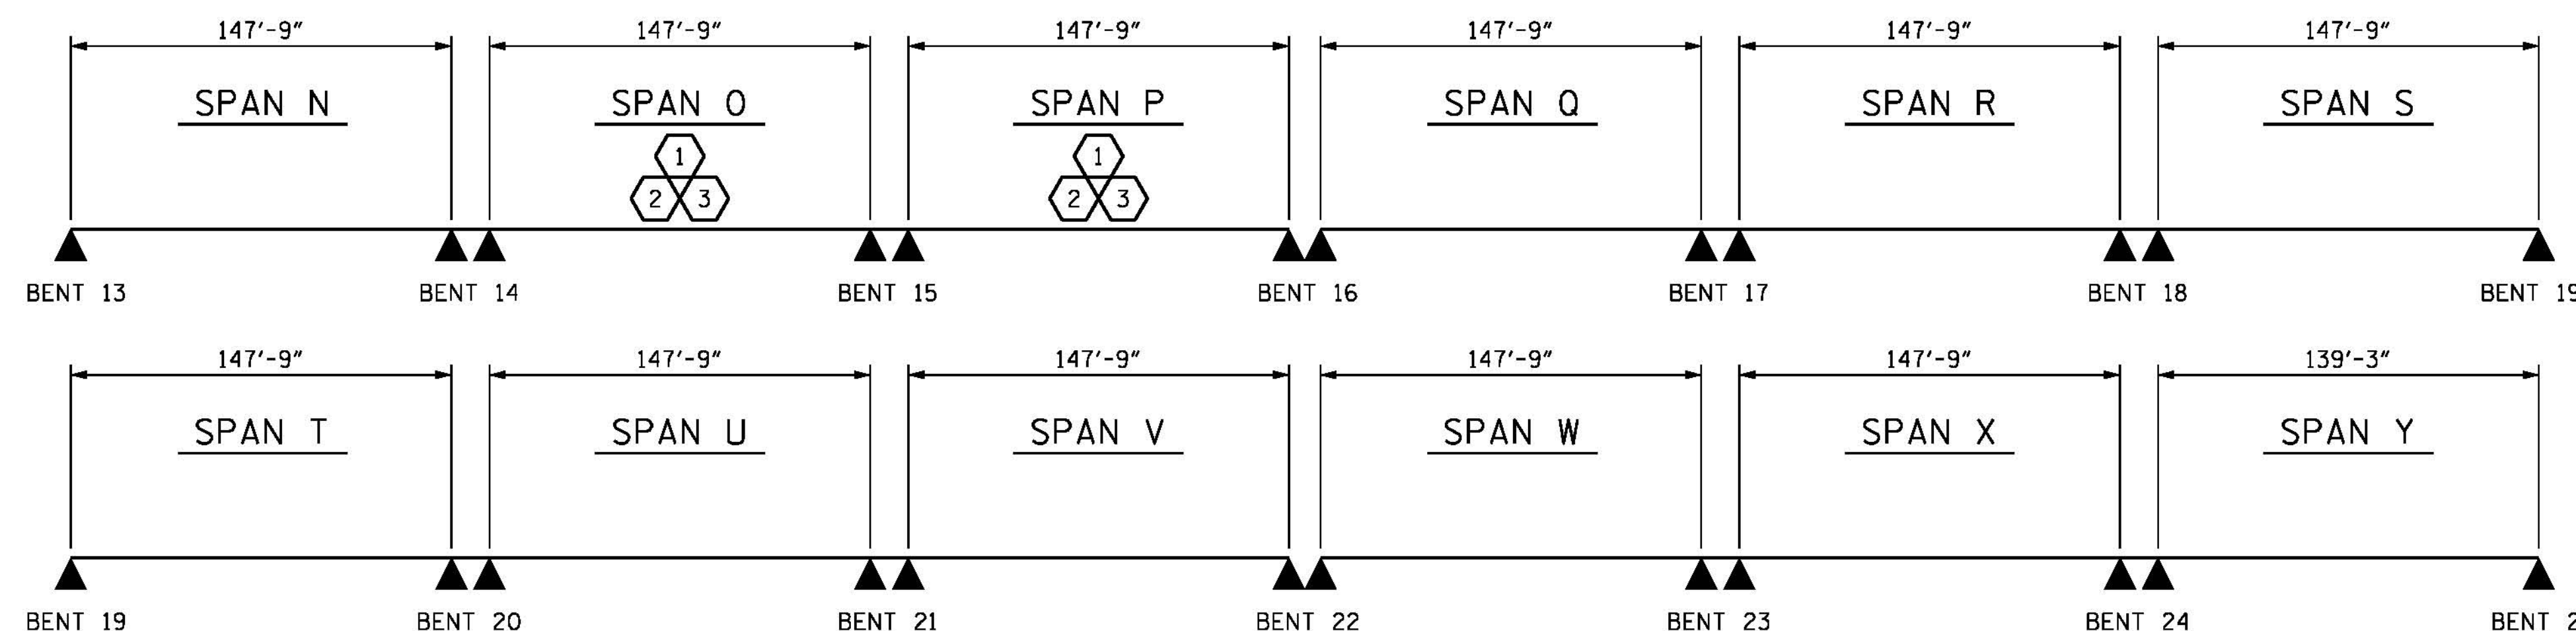 147'-9" 147'-9" 147'-9" 147'-9" 147'-9" 147'-9"
SPAN N SPAN O SPAN P SPAN Q SPAN R SPAN S
1 1
2 3 2 3
BENT 13 BENT 14 BENT 15 BENT 16 BENT 17 BENT 18 BENT 19
147'-9" 147'-9" 147'-9" 147'-9" 147'-9" 139'-3"
SPAN T SPAN U SPAN V SPAN W SPAN X SPAN Y
BENT 19 BENT 20 BENT 21 BENT 22 BENT 23 BENT 24 BENT